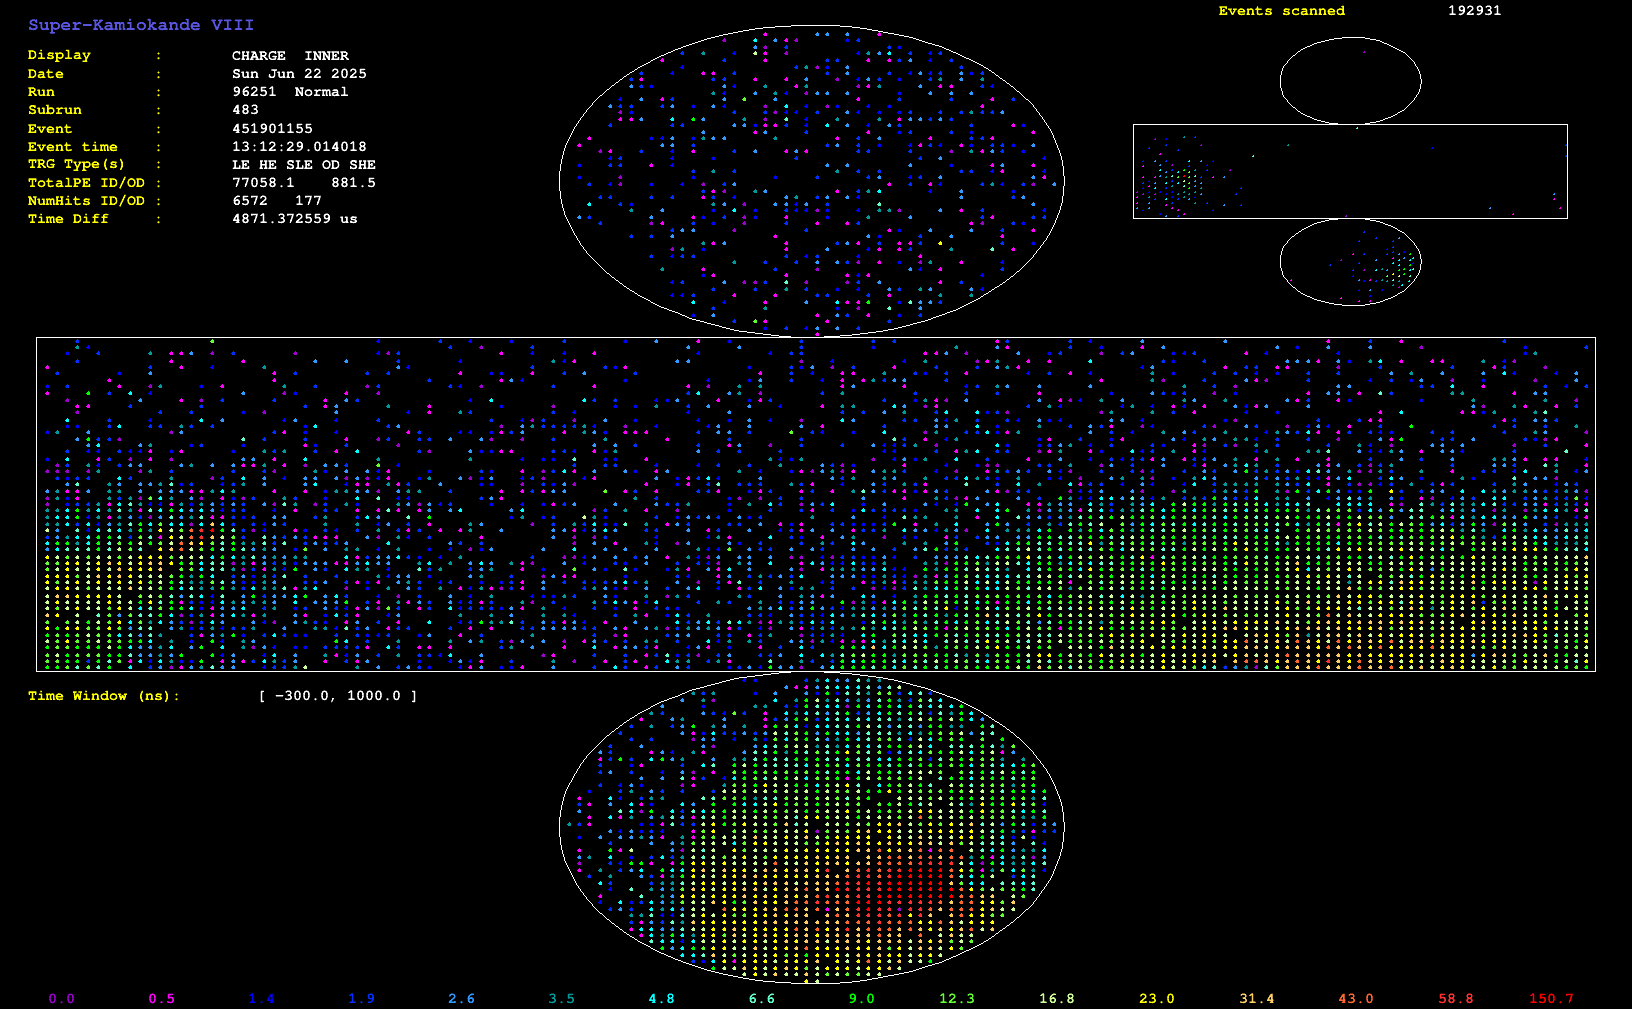 Super-Kamiokande VIII
Events scanned 192931
Display : CHARGE INNER
Date : Sun Jun 22 2025
Run : 96251 Normal
Subrun : 483
Event : 451901155
Event time : 13:12:29.014018
TRG Type(s) : LE HE SLE OD SHE
TotalPE ID/OD : 77058.1 881.5
NumHits ID/OD : 6572 177
Time Diff : 4871.372559 us
Time Window (ns): [ -300.0, 1000.0 ]
0.0 0.5 1.4 1.9 2.6 3.5 4.8 6.6 9.0 12.3 16.8 23.0 31.4 43.0 58.8 150.7